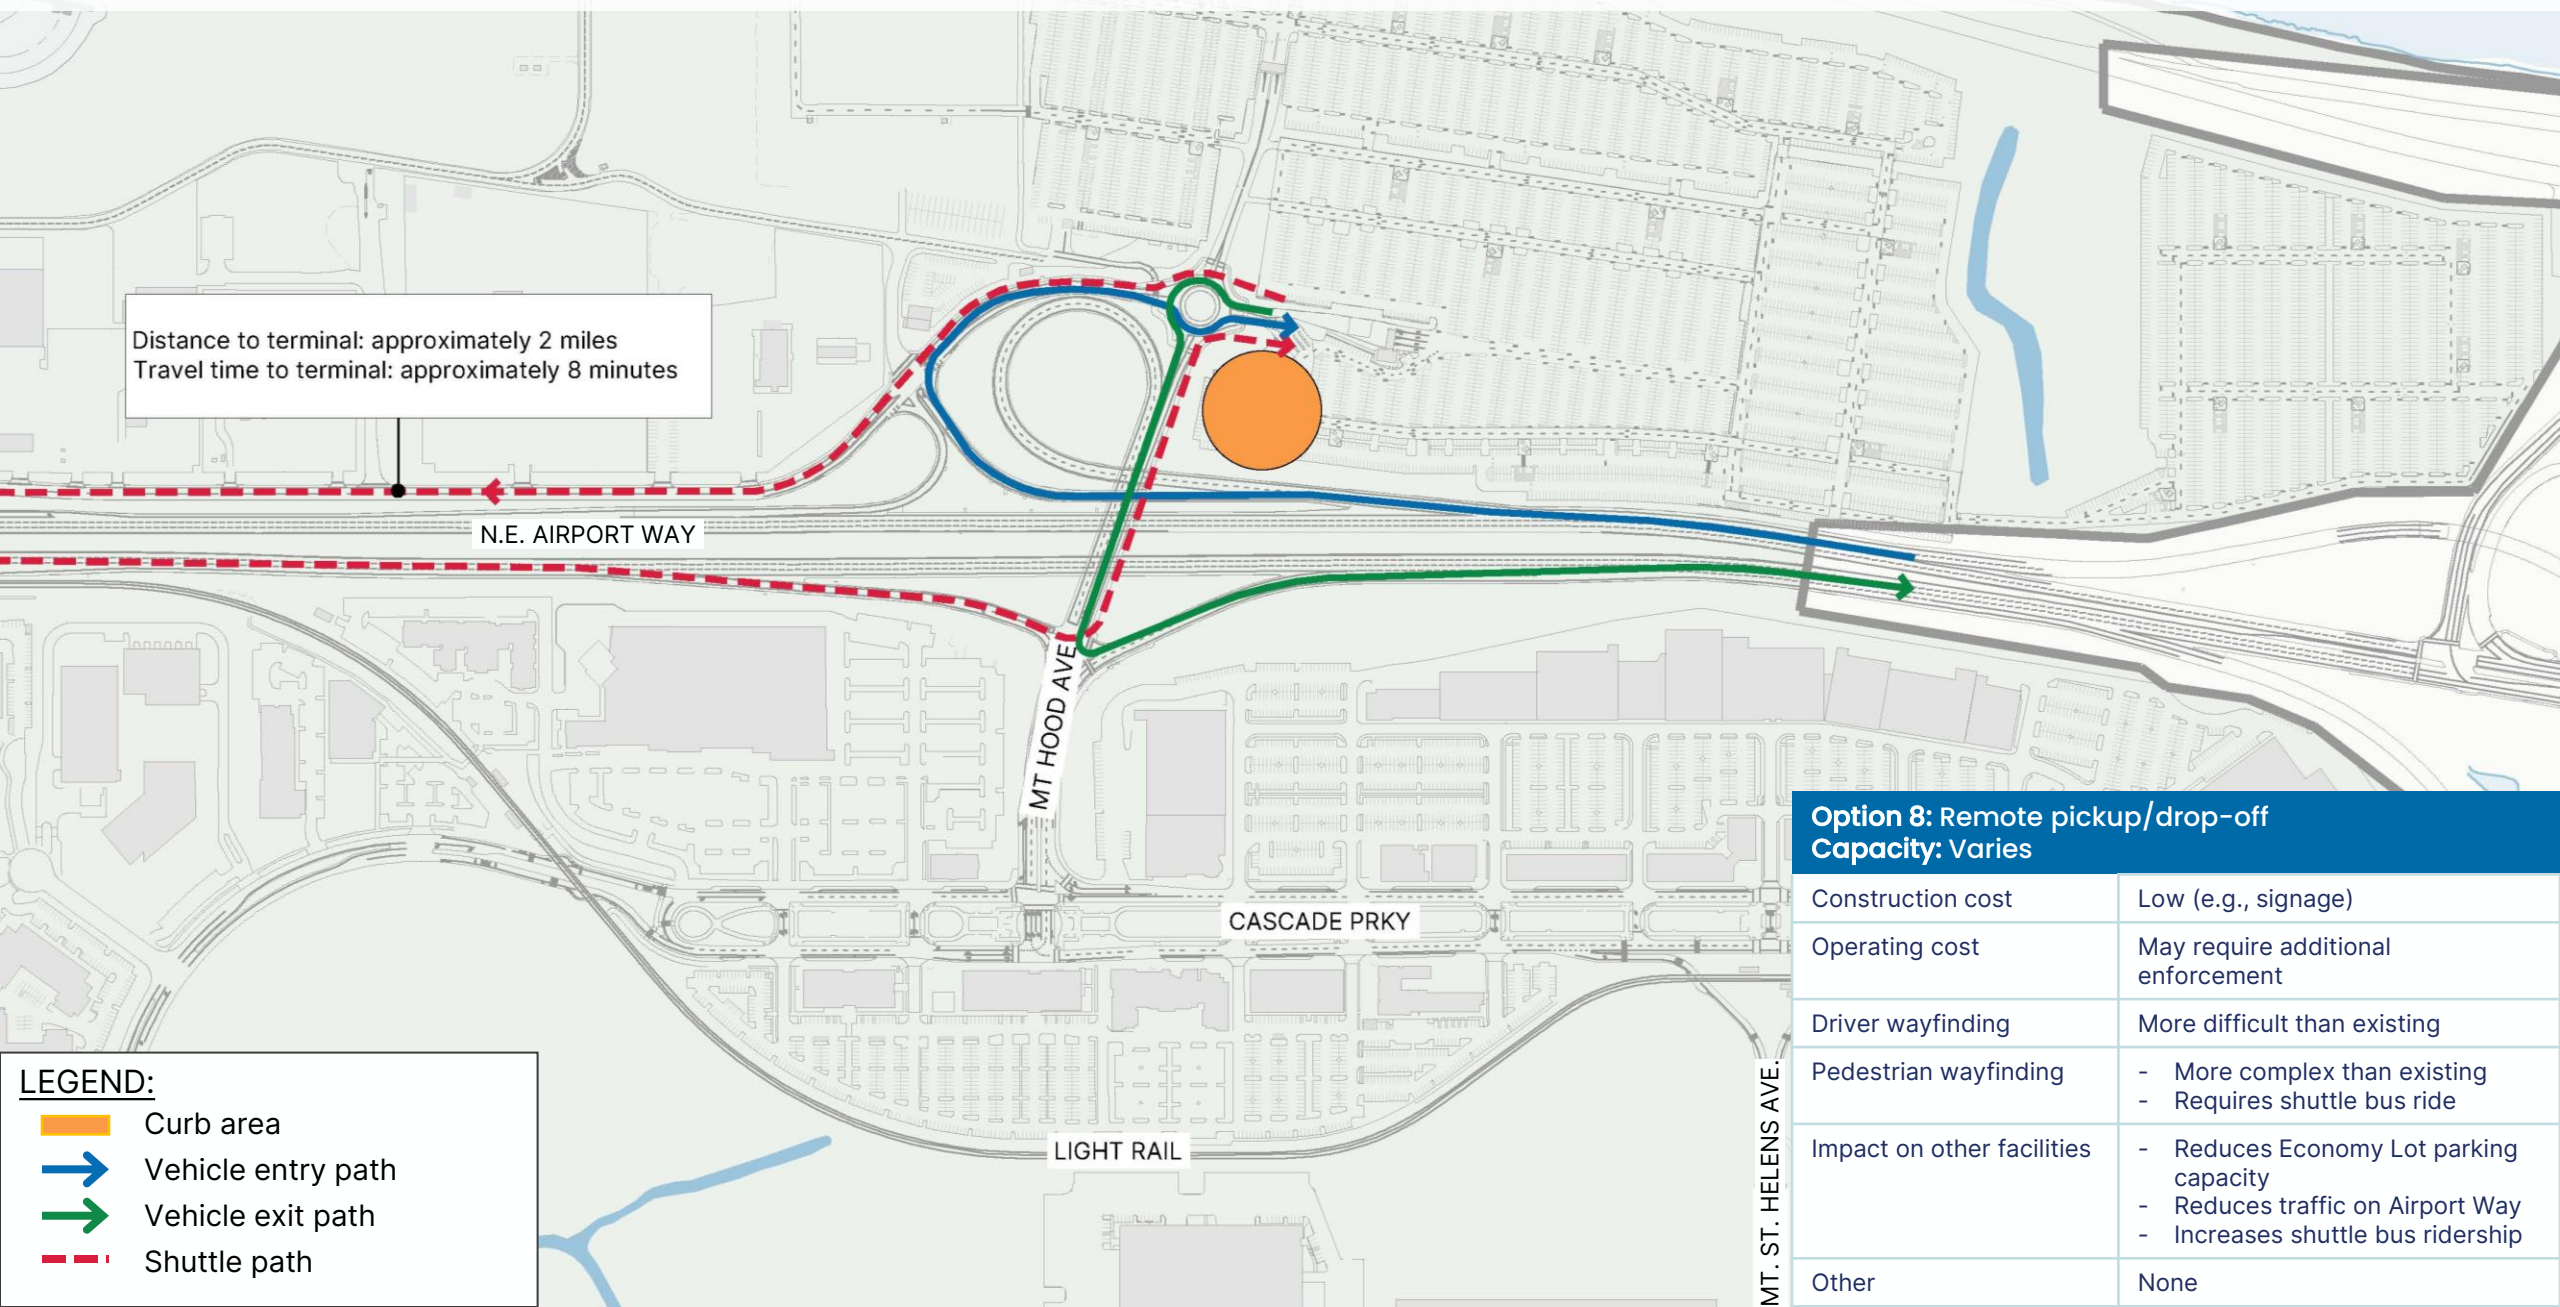 Distance to terminal: approximately 2 miles
Travel time to terminal: approximately 8 minutes
N.E. AIRPORT WAY
MT HOOD AVE
CASCADE PRKY
LIGHT RAIL
MT. ST. HELENS AVE.
LEGEND:
Curb area
Vehicle entry path
Vehicle exit path
Shuttle path
Option 8: Remote pickup/drop-off
Capacity: Varies
Construction cost
Low (e.g., signage)
Operating cost
May require additional
enforcement
Driver wayfinding
More difficult than existing
Pedestrian wayfinding
- More complex than existing
- Requires shuttle bus ride
Impact on other facilities
- Reduces Economy Lot parking
capacity
- Reduces traffic on Airport Way
- Increases shuttle bus ridership
Other
None